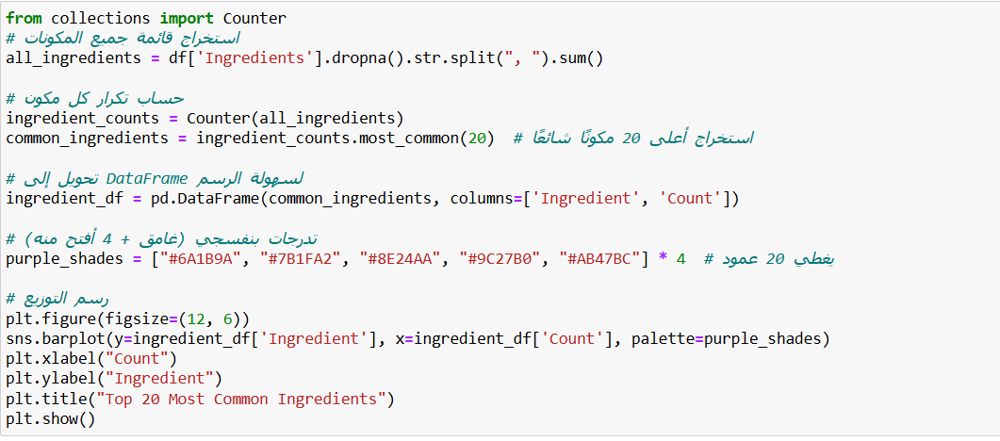 from collections import Counter
# استخراج قائمة جميع المكونات
all_ingredients = df['Ingredients'].dropna().str.split(", ").sum()
# حساب تكرار كل مكون
ingredient_counts = Counter(all_ingredients)
common_ingredients = ingredient_counts.most_common(20)  # استخراج أعلى 20 مكونًا شائعًا
# تحويل إلى DataFrame لسهولة الرسم
ingredient_df = pd.DataFrame(common_ingredients, columns=['Ingredient', 'Count'])
# تدرجات بنفسجي (غامق + 4 أفتح منه)
purple_shades = ["#6A1B9A", "#7B1FA2", "#8E24AA", "#9C27B0", "#AB47BC"] * 4  # يغطي 20 عمود
# رسم التوزيع
plt.figure(figsize=(12, 6))
sns.barplot(y=ingredient_df['Ingredient'], x=ingredient_df['Count'], palette=purple_shades)
plt.xlabel("Count")
plt.ylabel("Ingredient")
plt.title("Top 20 Most Common Ingredients")
plt.show()